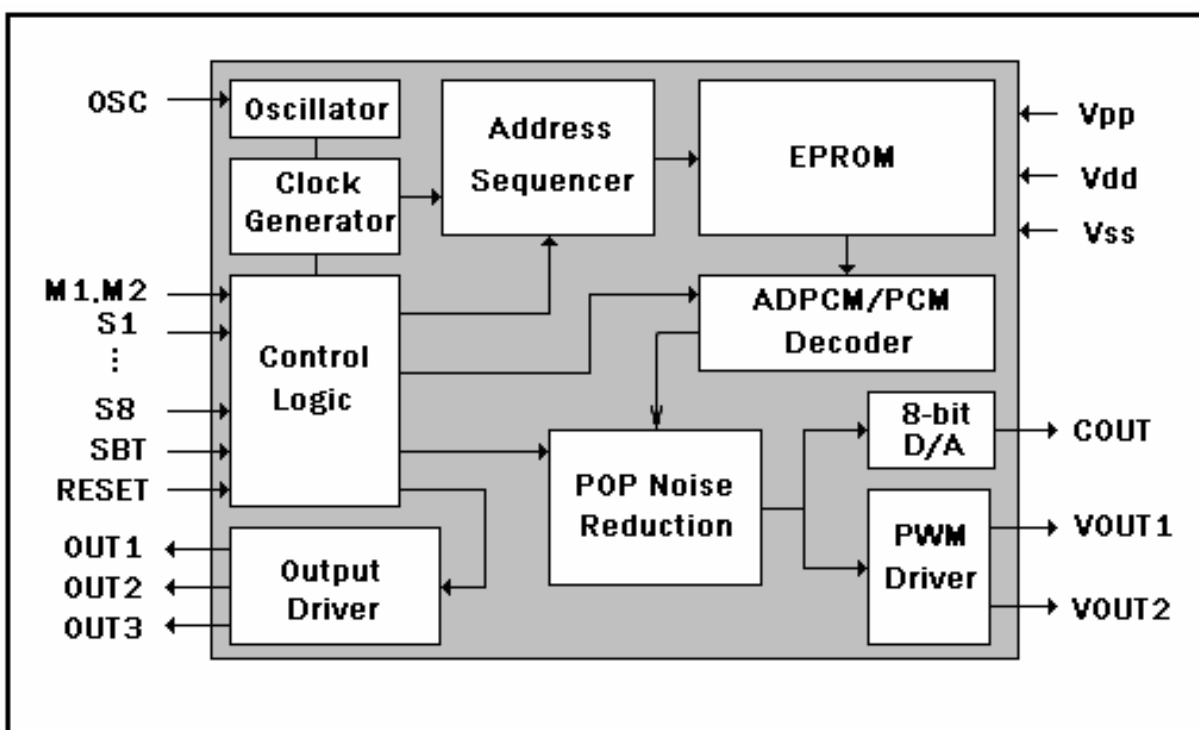 OSC
Oscillator
Clock
Generator
Address
Sequencer
EPROM
Vpp
Vdd
Vss
M1,M2
S1
⋮
S8
SBT
RESET
Control
Logic
ADPCM/PCM
Decoder
POP Noise
Reduction
8-bit
D/A
COUT
PWM
Driver
VOUT1
VOUT2
OUT1
OUT2
OUT3
Output
Driver